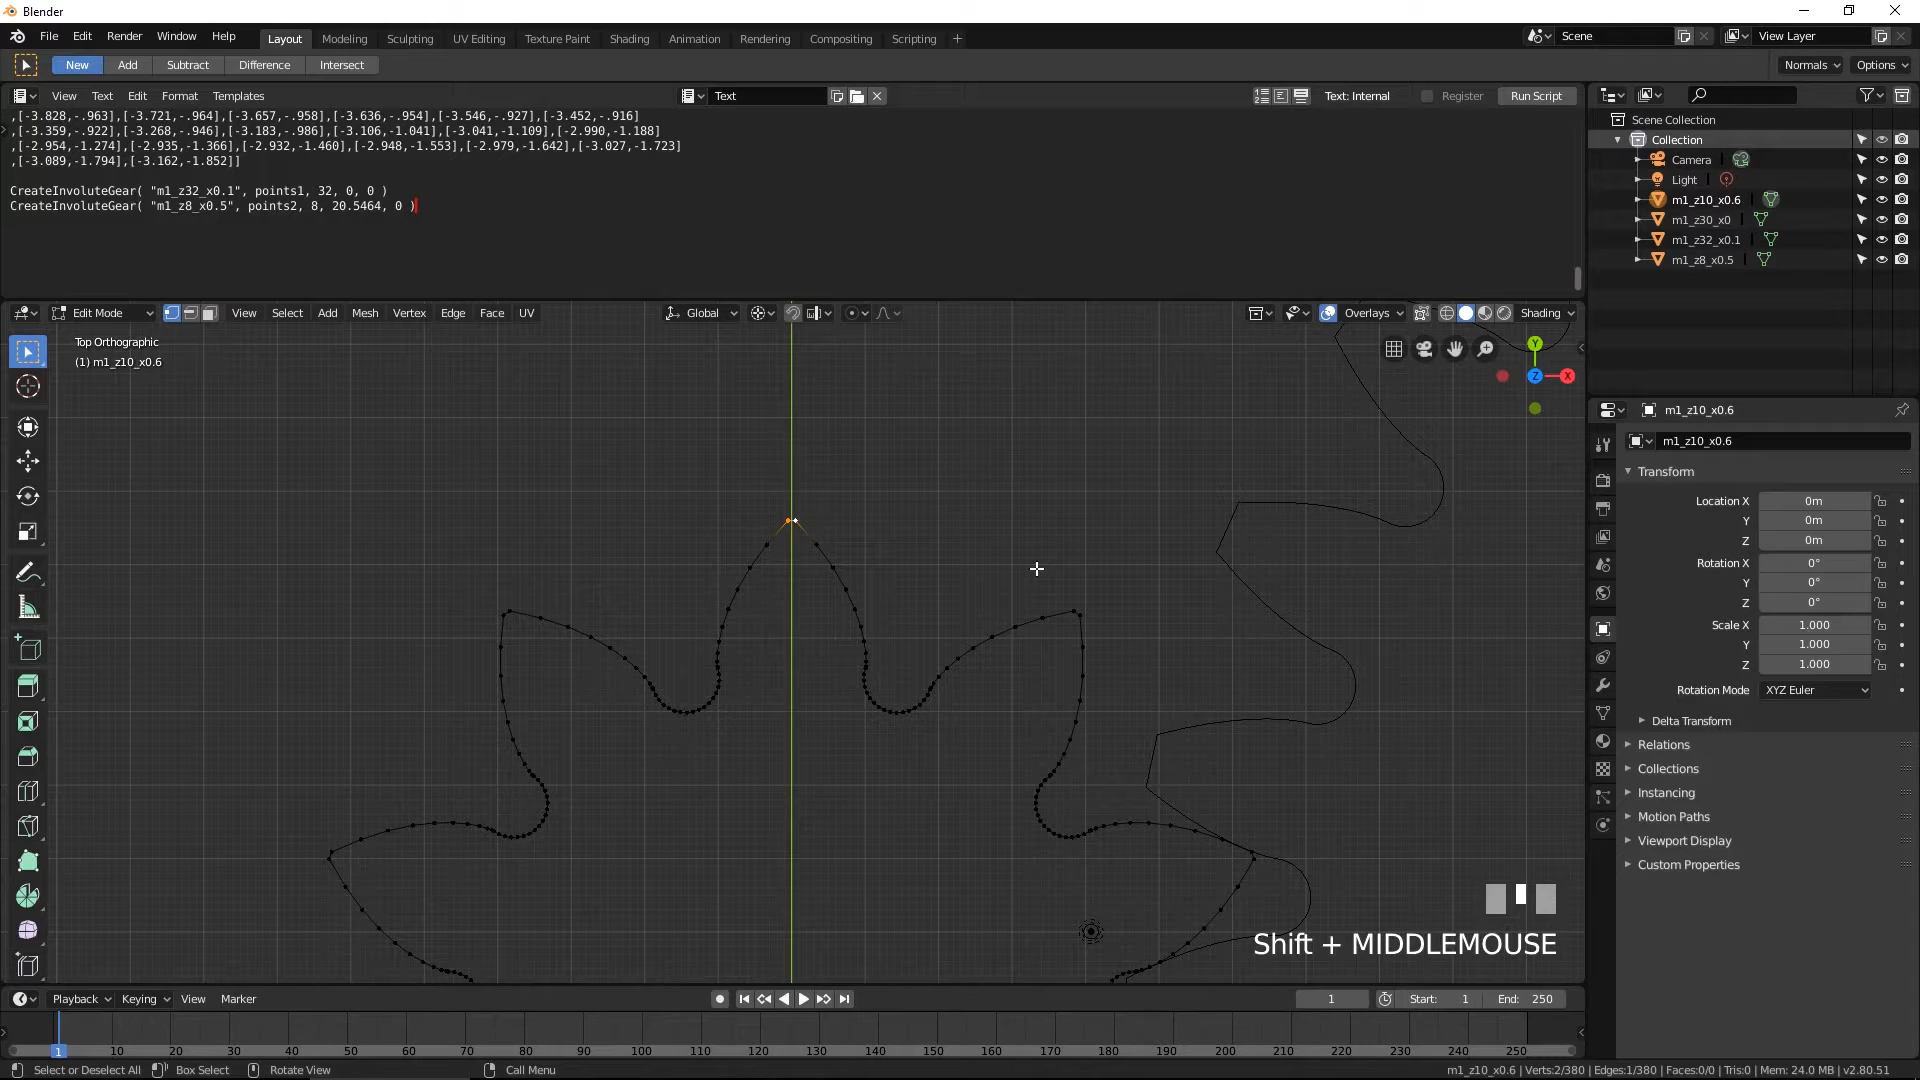 Blender
File Edit Render Window Help Layout Modeling Sculpting UV Editing Texture Paint Shading Animation Rendering Compositing Scripting + Scene View Layer
New Add Subtract Difference Intersect Normals Options
View Text Edit Format Templates Text Text: Internal Register Run Script
,[-3.828,-.963],[-3.721,-.964],[-3.657,-.958],[-3.636,-.954],[-3.546,-.927],[-3.452,-.916]
,[-3.359,-.922],[-3.268,-.946],[-3.183,-.986],[-3.106,-1.041],[-3.041,-1.109],[-2.990,-1.188]
,[-2.954,-1.274],[-2.935,-1.366],[-2.932,-1.460],[-2.948,-1.553],[-2.979,-1.642],[-3.027,-1.723]
,[-3.089,-1.794],[-3.162,-1.852]]
CreateInvoluteGear( "m1_z32_x0.1", points1, 32, 0, 0 )
CreateInvoluteGear( "m1_z8_x0.5", points2, 8, 20.5464, 0 )
Scene Collection
Collection
Camera
Light
m1_z10_x0.6
m1_z30_x0
m1_z32_x0.1
m1_z8_x0.5
Edit Mode View Select Add Mesh Vertex Edge Face UV Global Overlays Shading
Top Orthographic
(1) m1_z10_x0.6
Y
Z
X
m1_z10_x0.6
m1_z10_x0.6
Transform
Location X 0m
Y 0m
Z 0m
Rotation X 0°
Y 0°
Z 0°
Scale X 1.000
Y 1.000
Z 1.000
Rotation Mode XYZ Euler
Delta Transform
Relations
Collections
Instancing
Motion Paths
Viewport Display
Custom Properties
Shift + MIDDLEMOUSE
Playback Keying View Marker 1 Start: 1 End: 250
1 10 20 30 40 50 60 70 80 90 100 110 120 130 140 150 160 170 180 190 200 210 220 230 240 250
Select or Deselect All Box Select Rotate View Call Menu m1_z10_x0.6 | Verts:2/380 | Edges:1/380 | Faces:0/0 | Tris:0 | Mem: 24.0 MB | v2.80.51